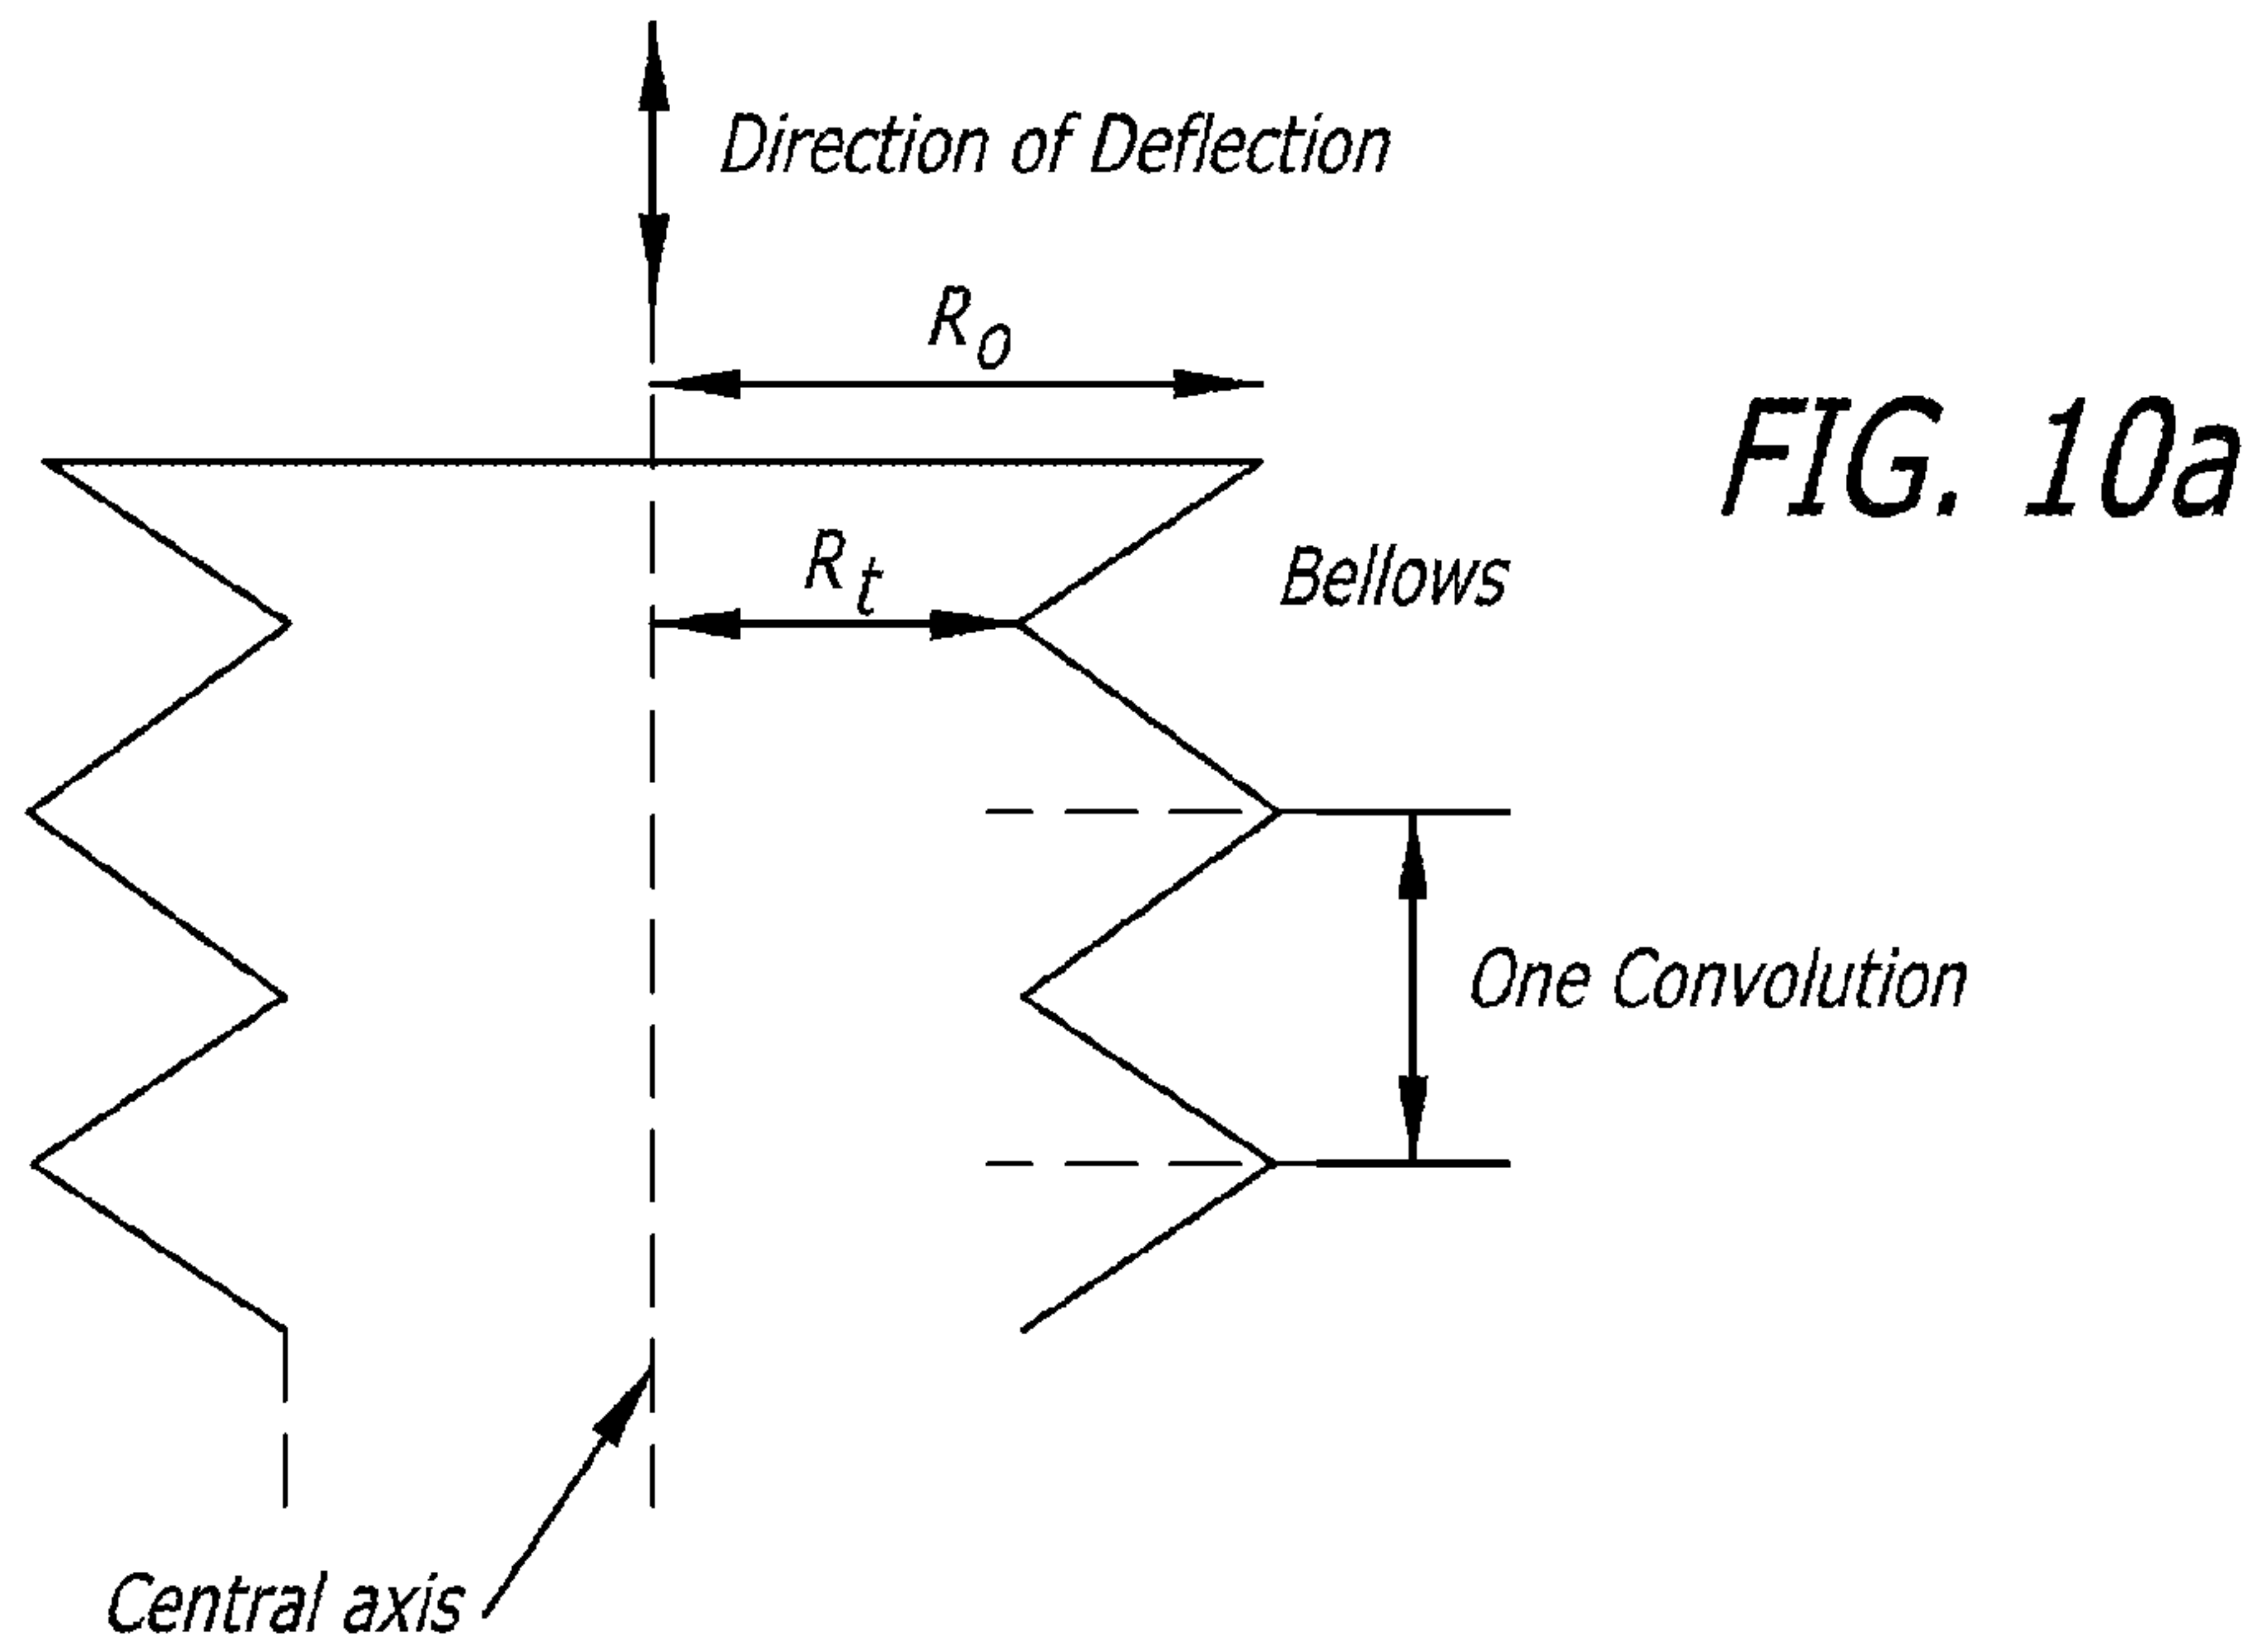 Direction of Deflection
Ro
FIG. 10a
Rt
Bellows
One Convolution
Central axis